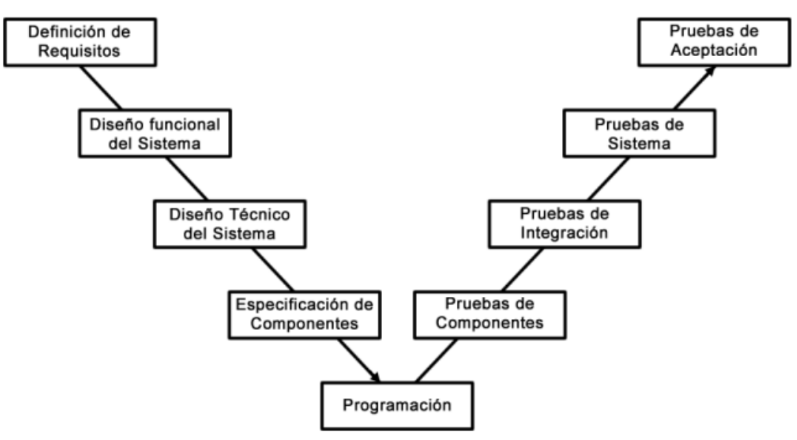 Definición de
Requisitos
Pruebas de
Aceptación
Diseño funcional
del Sistema
Pruebas de
Sistema
Diseño Técnico
del Sistema
Pruebas de
Integración
Especificación de
Componentes
Pruebas de
Componentes
Programación